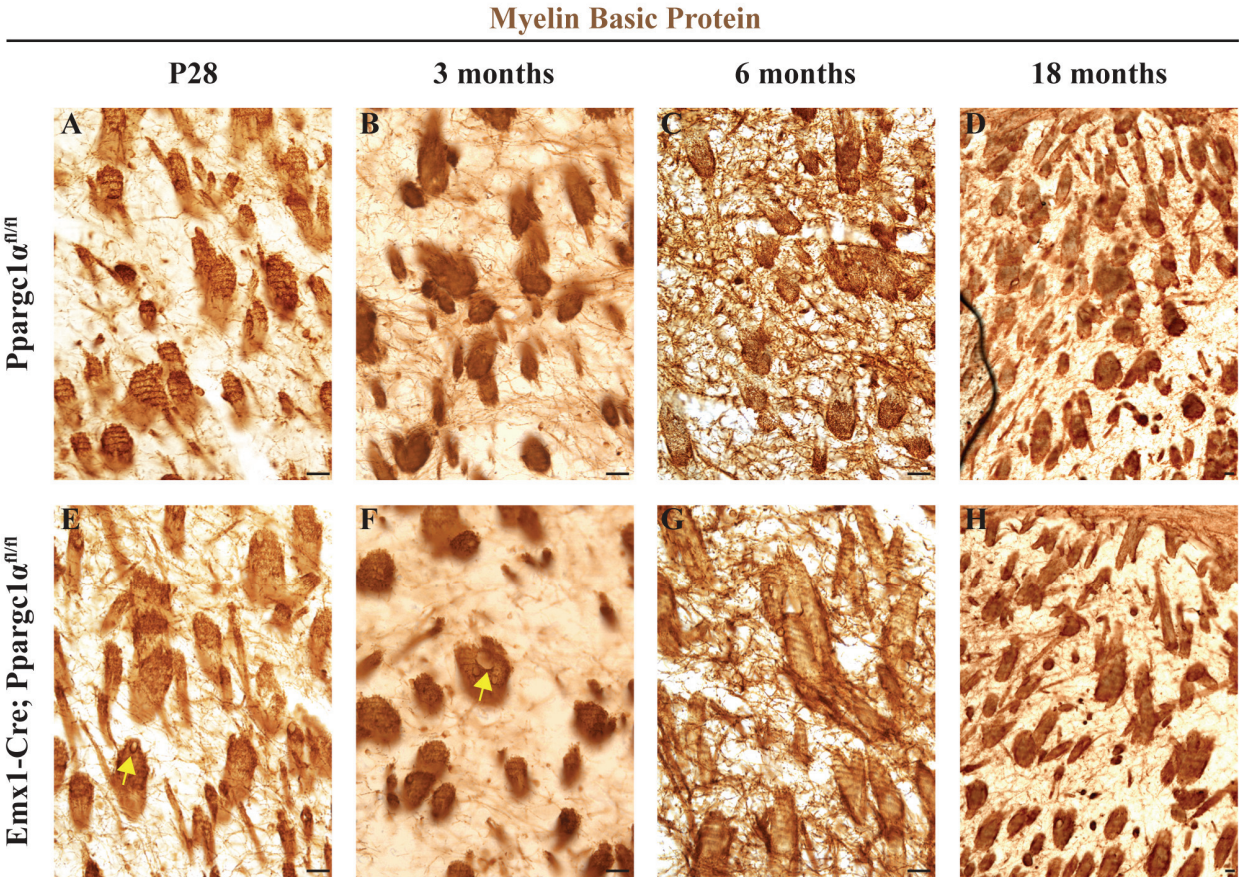 Myelin Basic Protein
P28 3 months 6 months 18 months
Ppargc1α^fl/fl
A B C D
Emx1-Cre; Ppargc1α^fl/fl
E F G H